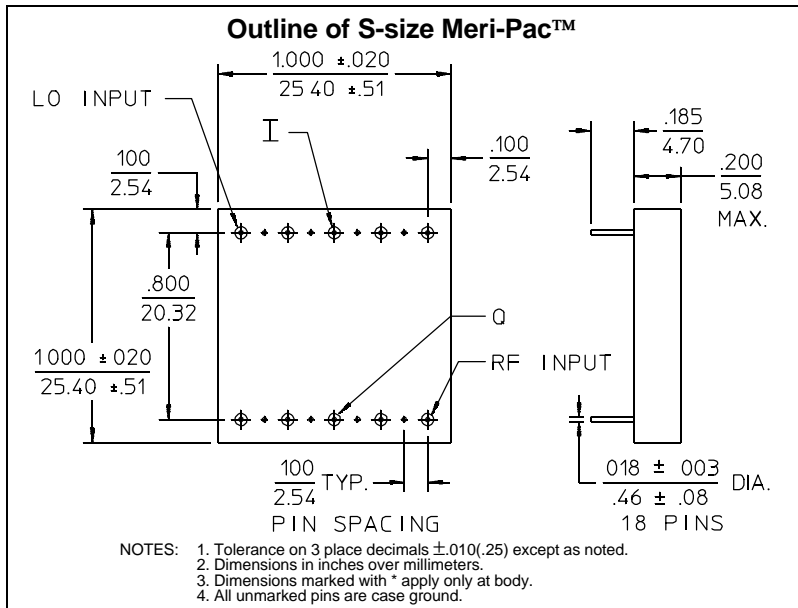 Outline of S-size Meri-Pac™
1.000 ±.020
25 40 ±.51
LO INPUT
I
.185
4.70
.100
2.54
100
2.54
.200
5.08
MAX.
.800
20.32
Q
1000 ±020
25.40 ±.51
RF INPUT
100
2.54
TYP.
PIN SPACING
018 ± 003
.46 ± .08
DIA.
18 PINS
NOTES: 1. Tolerance on 3 place decimals ±.010(.25) except as noted.
2. Dimensions in inches over millimeters.
3. Dimensions marked with * apply only at body.
4. All unmarked pins are case ground.